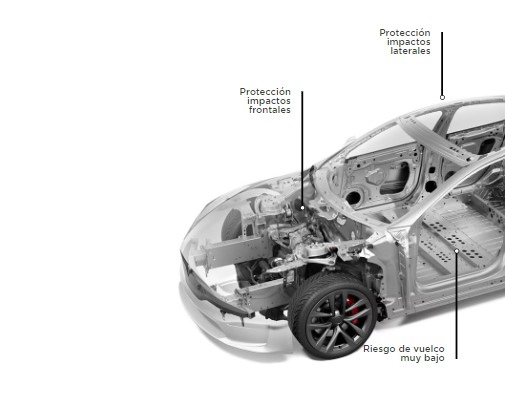 Protección
impactos
laterales
Protección
impactos
frontales
Riesgo de vuelco
muy bajo